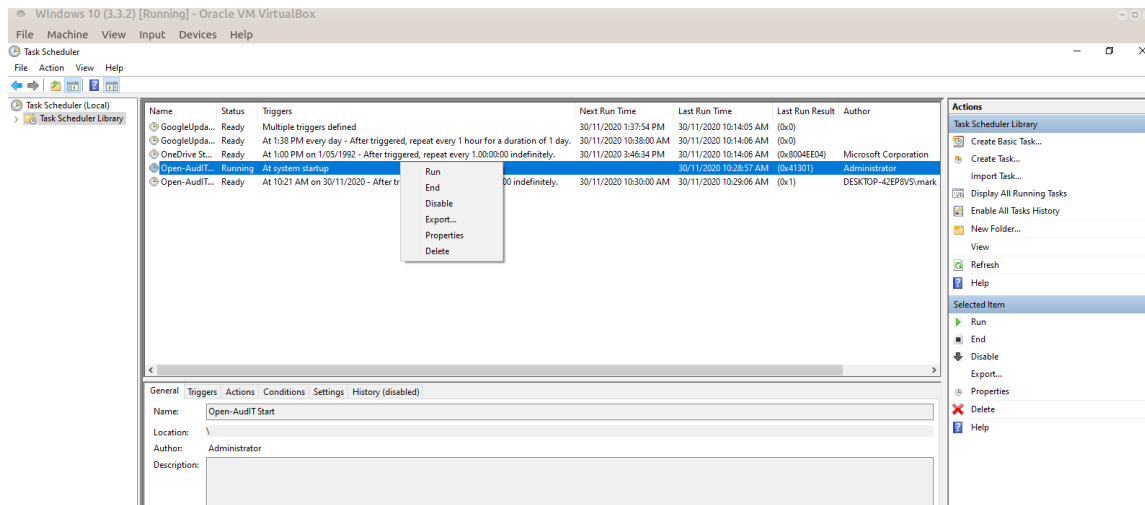 WIndows 10 (3.3.2) [Running] - Oracle VM VirtualBox
File Machine View Input Devices Help
Task Scheduler
File Action View Help
Task Scheduler (Local)
Task Scheduler Library
Name Status Triggers Next Run Time Last Run Time Last Run Result Author
GoogleUpda... Ready Multiple triggers defined 30/11/2020 1:37:54 PM 30/11/2020 10:14:05 AM (0x0)
GoogleUpda... Ready At 1:38 PM every day - After triggered, repeat every 1 hour for a duration of 1 day. 30/11/2020 10:38:00 AM 30/11/2020 10:14:06 AM (0x0)
OneDrive St... Ready At 1:00 PM on 1/05/1992 - After triggered, repeat every 1.00:00:00 indefinitely. 30/11/2020 3:46:34 PM 30/11/2020 10:14:06 AM (0x8004EE04) Microsoft Corporation
Open-AudIT... Running At system startup 30/11/2020 10:28:57 AM (0x41301) Administrator
Open-AudIT... Ready At 10:21 AM on 30/11/2020 - After tr 00 indefinitely. 30/11/2020 10:30:00 AM 30/11/2020 10:29:06 AM (0x1) DESKTOP-42EP8VS\mark
Run
End
Disable
Export...
Properties
Delete
General Triggers Actions Conditions Settings History (disabled)
Name: Open-AudIT Start
Location: \
Author: Administrator
Description:
Actions
Task Scheduler Library
Create Basic Task...
Create Task...
Import Task...
Display All Running Tasks
Enable All Tasks History
New Folder...
View
Refresh
Help
Selected Item
Run
End
Disable
Export...
Properties
Delete
Help